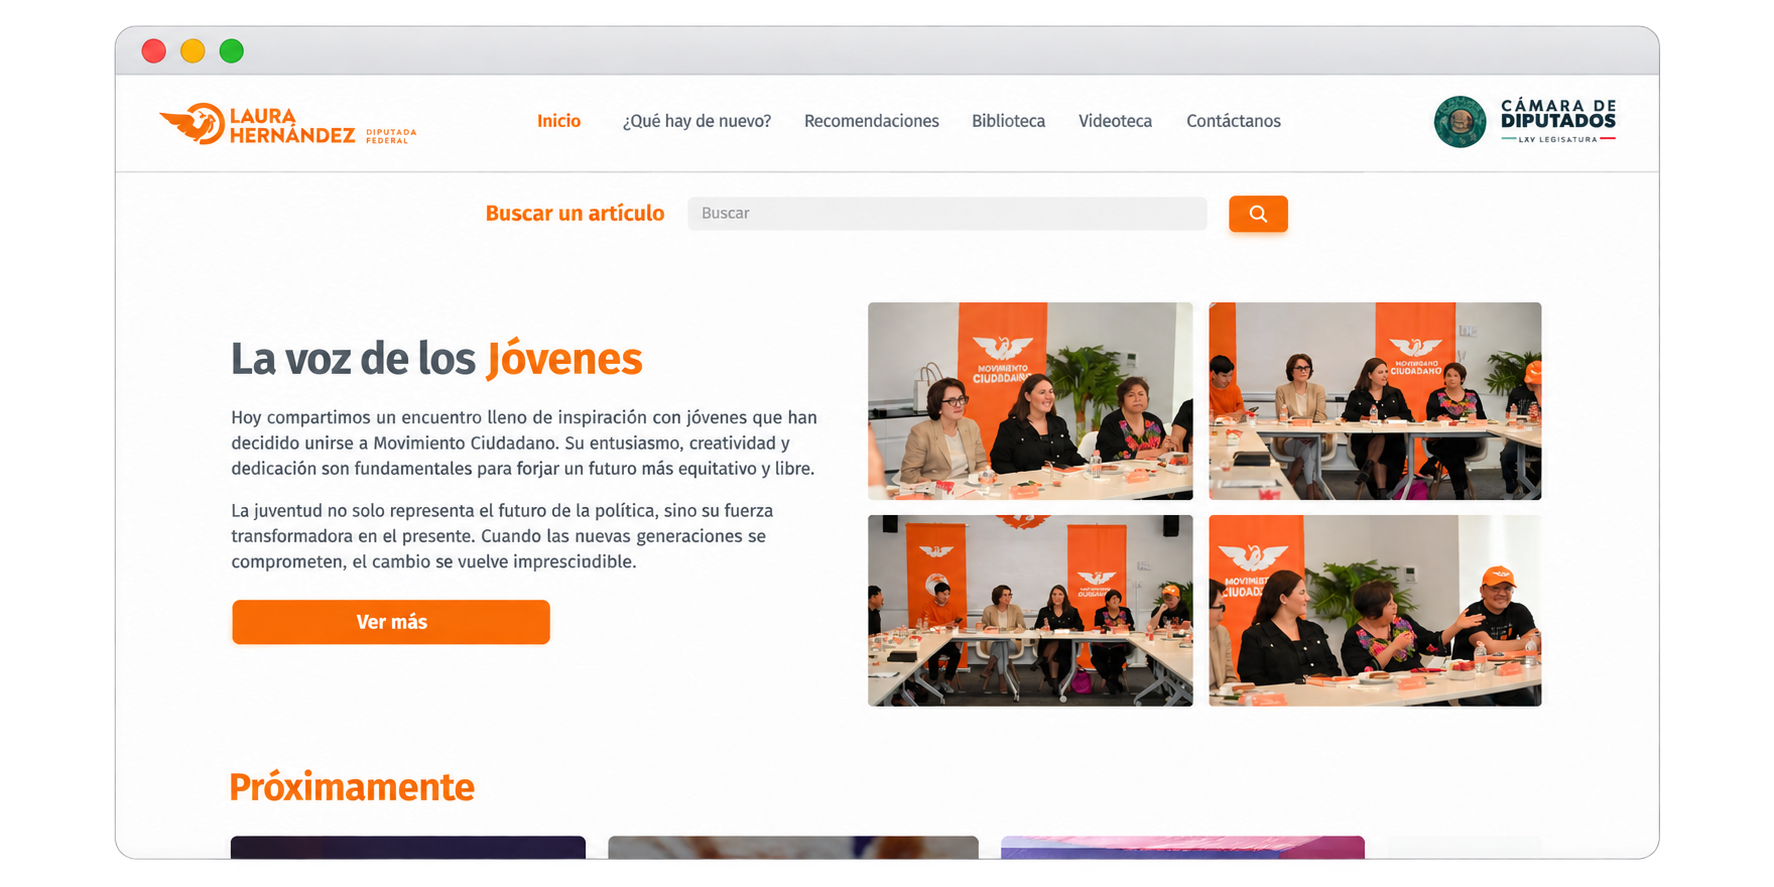 LAURA
HERNÁNDEZ
DIPUTADA
FEDERAL
Inicio
¿Qué hay de nuevo?
Recomendaciones
Biblioteca
Videoteca
Contáctanos
CÁMARA DE
DIPUTADOS
LXV LEGISATURA
Buscar un artículo
Buscar
La voz de los Jóvenes
Hoy compartimos un encuentro lleno de inspiración con jóvenes que han
decidido unirse a Movimiento Ciudadano. Su entusiasmo, creatividad y
dedicación son fundamentales para forjar un futuro más equitativo y libre.
La juventud no solo representa el futuro de la política, sino su fuerza
transformadora en el presente. Cuando las nuevas generaciones se
comprometen, el cambio se vuelve imprescindible.
Ver más
MOVIMIENTO
CIUDADANO
CIUDADANO
Próximamente